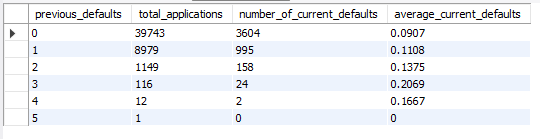 previous_defaults total_applications number_of_current_defaults average_current_defaults
0 39743 3604 0.0907
1 8979 995 0.1108
2 1149 158 0.1375
3 116 24 0.2069
4 12 2 0.1667
5 1 0 0